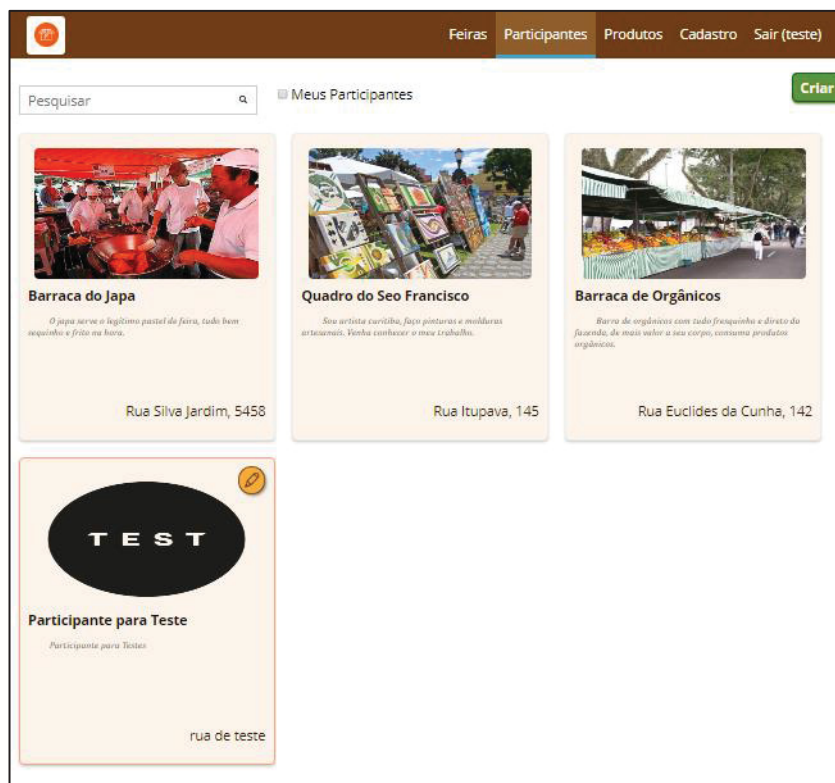 Feiras Participantes Produtos Cadastro Sair (teste)
Pesquisar
Meus Participantes
Criar
Barraca do Japa
O japa serve o legítimo pastel de feira, tudo bem
sequinho e frito na hora.
Rua Silva Jardim, 5458
Quadro do Seo Francisco
Sou artista curitiba, faço pinturas e molduras
artesanais. Venha conhecer o meu trabalho.
Rua Itupava, 145
Barraca de Orgânicos
Barra de orgânicos com tudo fresquinho e direto da
fazenda, de mais valor a seu corpo, consuma produtos
orgânicos.
Rua Euclides da Cunha, 142
TEST
Participante para Teste
Participante para Testes
rua de teste